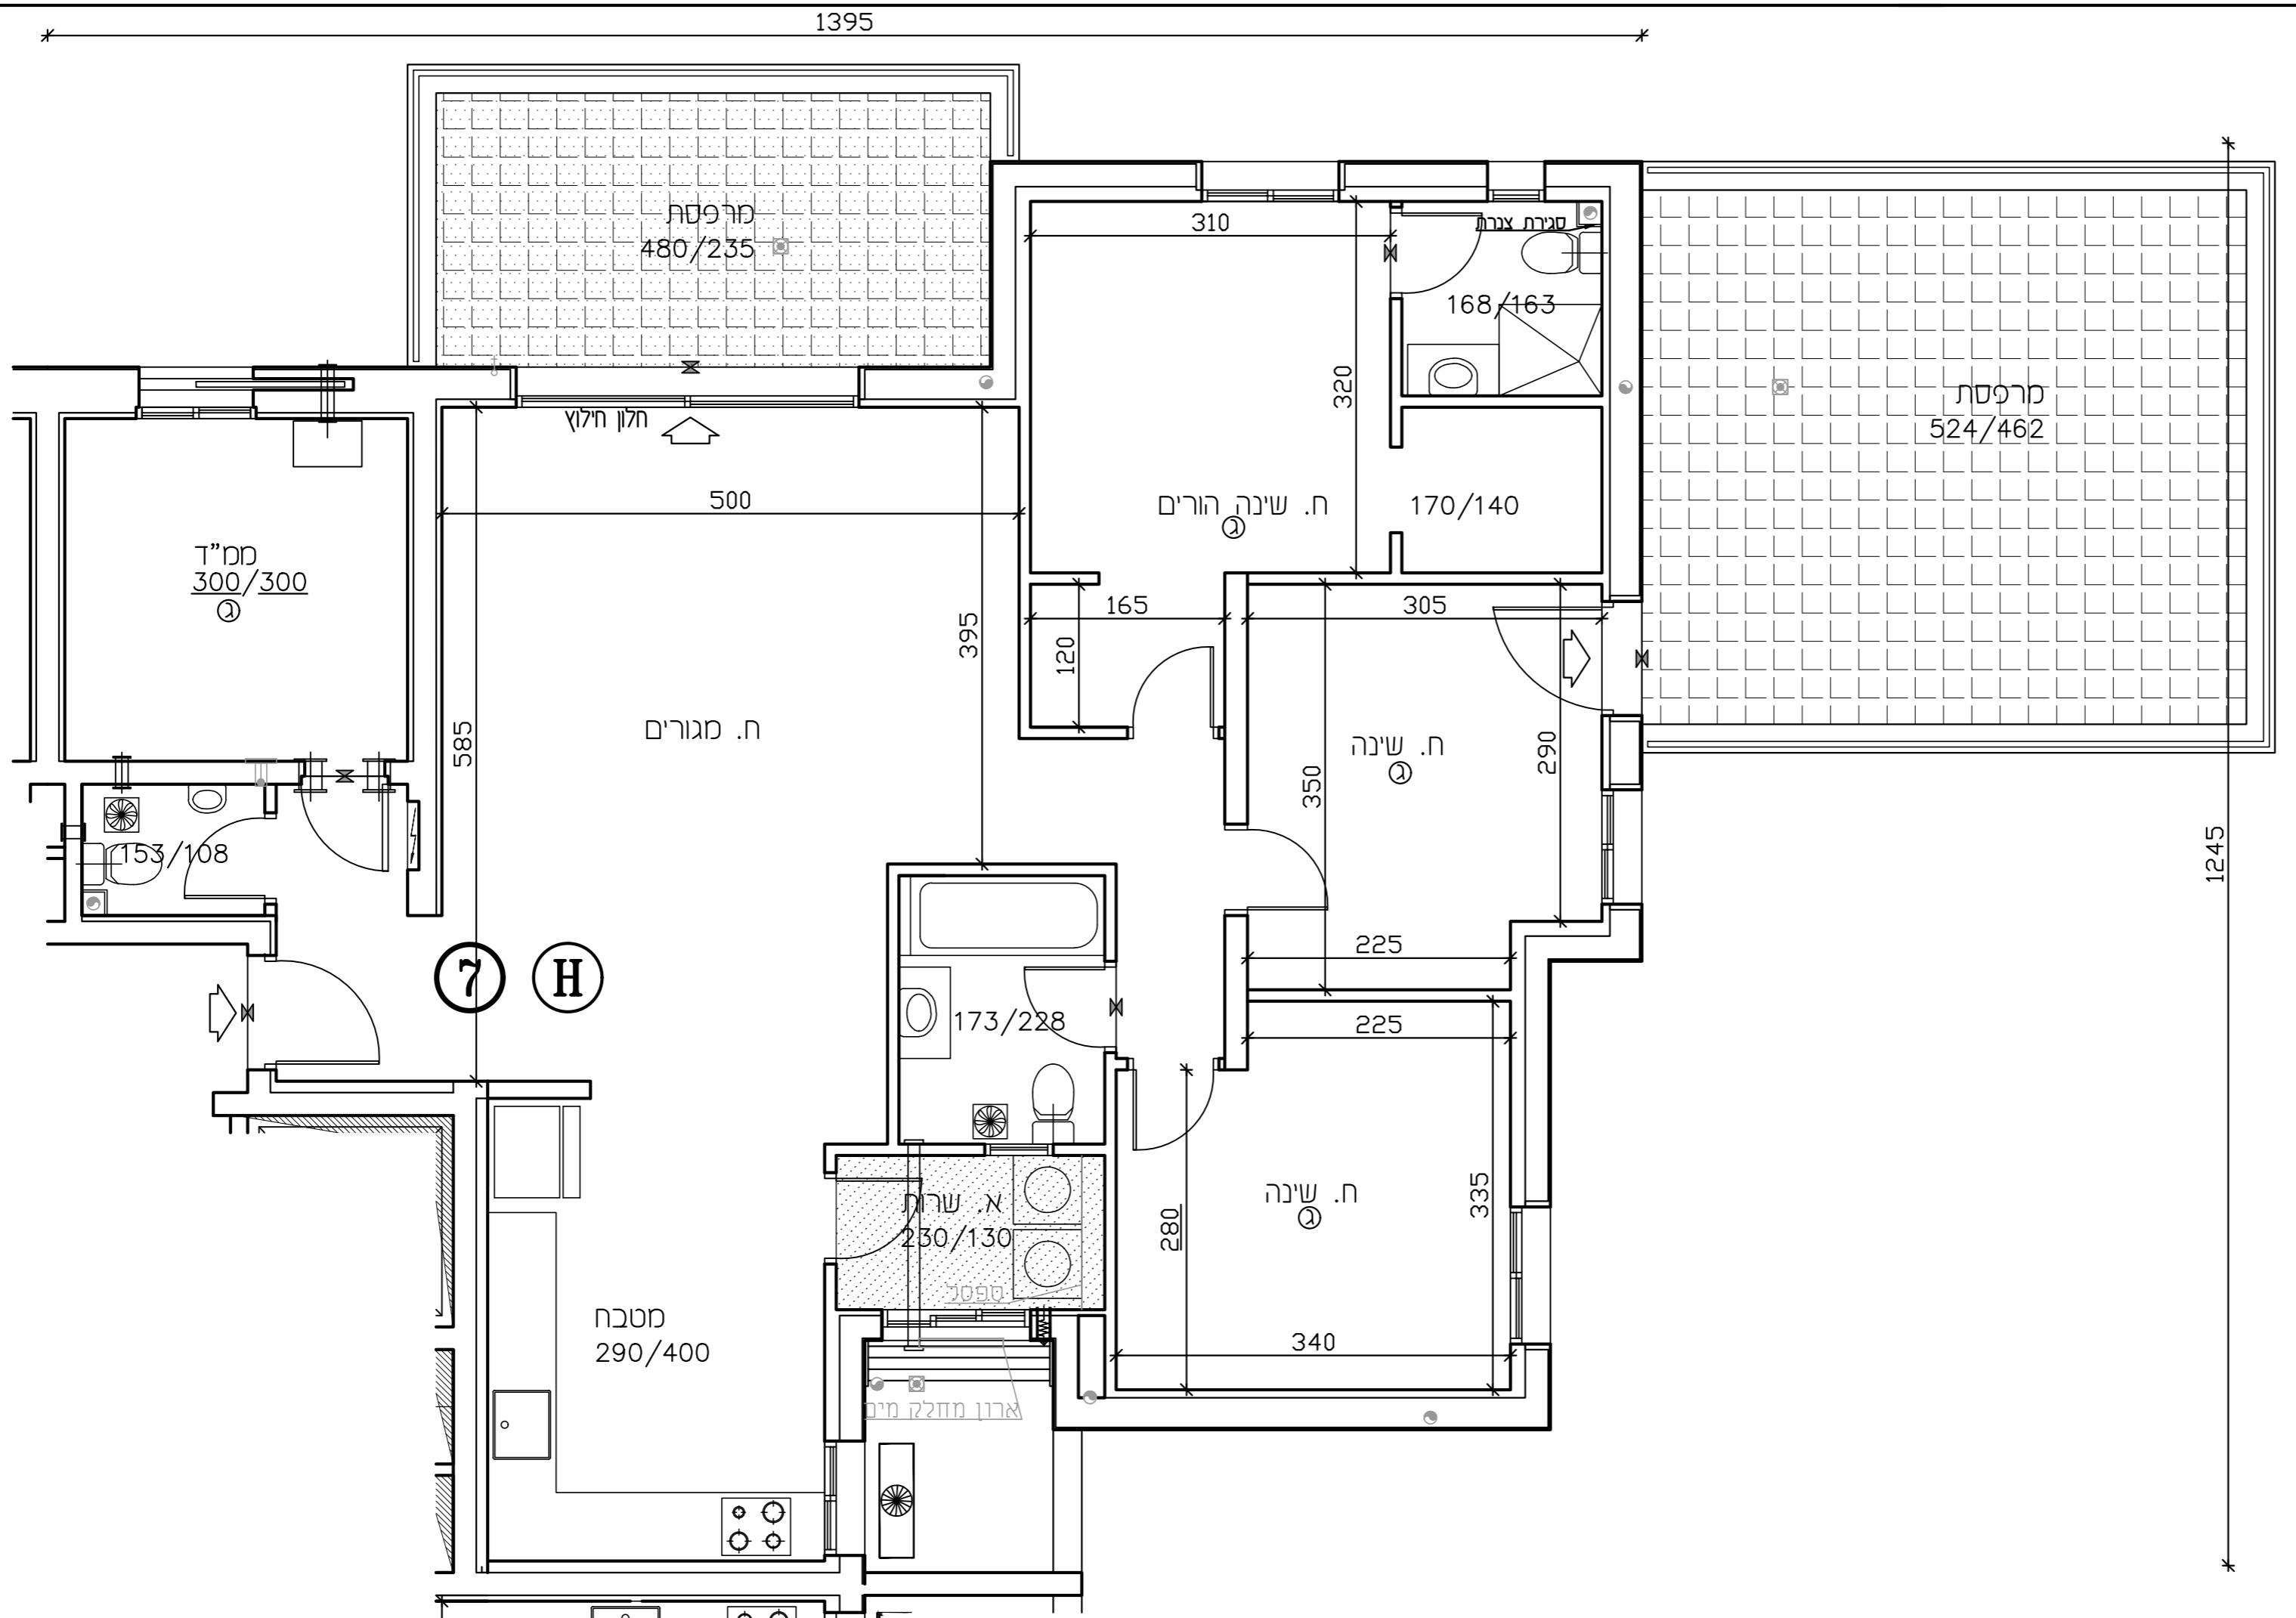 1395
מרפסת
480/235
310
סגירת צנרת
168/163
320
מרפסת
524/462
חלון חילוץ
500
ח. שינה הורים
ג
170/140
ממ"ד
300/300
ג
395
165
305
120
585
ח. מגורים
ח. שינה
ג
350
290
1245
153/108
225
7
H
173/228
225
א. שרות
230/130
ספסל
280
ח. שינה
ג
335
מטבח
290/400
340
ארון מחלק מים